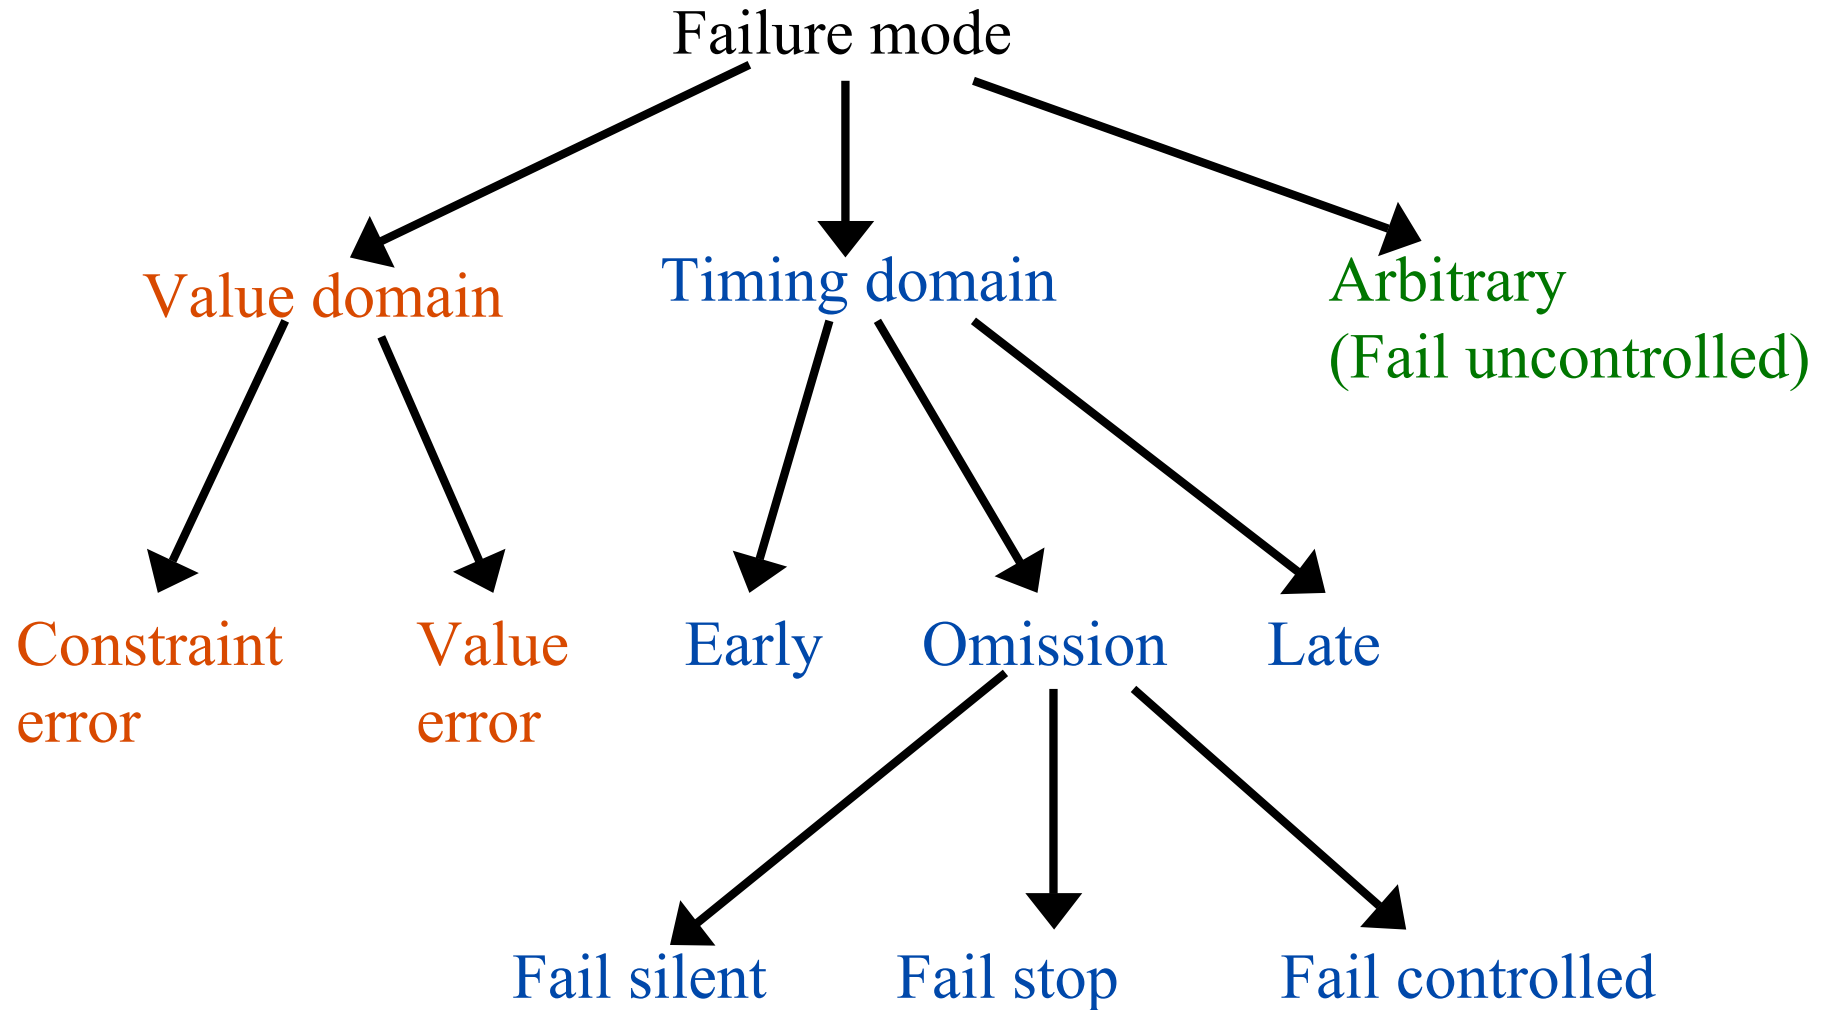 Failure mode
Value domain
Timing domain
Arbitrary
(Fail uncontrolled)
Constraint
error
Value
error
Early
Omission
Late
Fail silent
Fail stop
Fail controlled